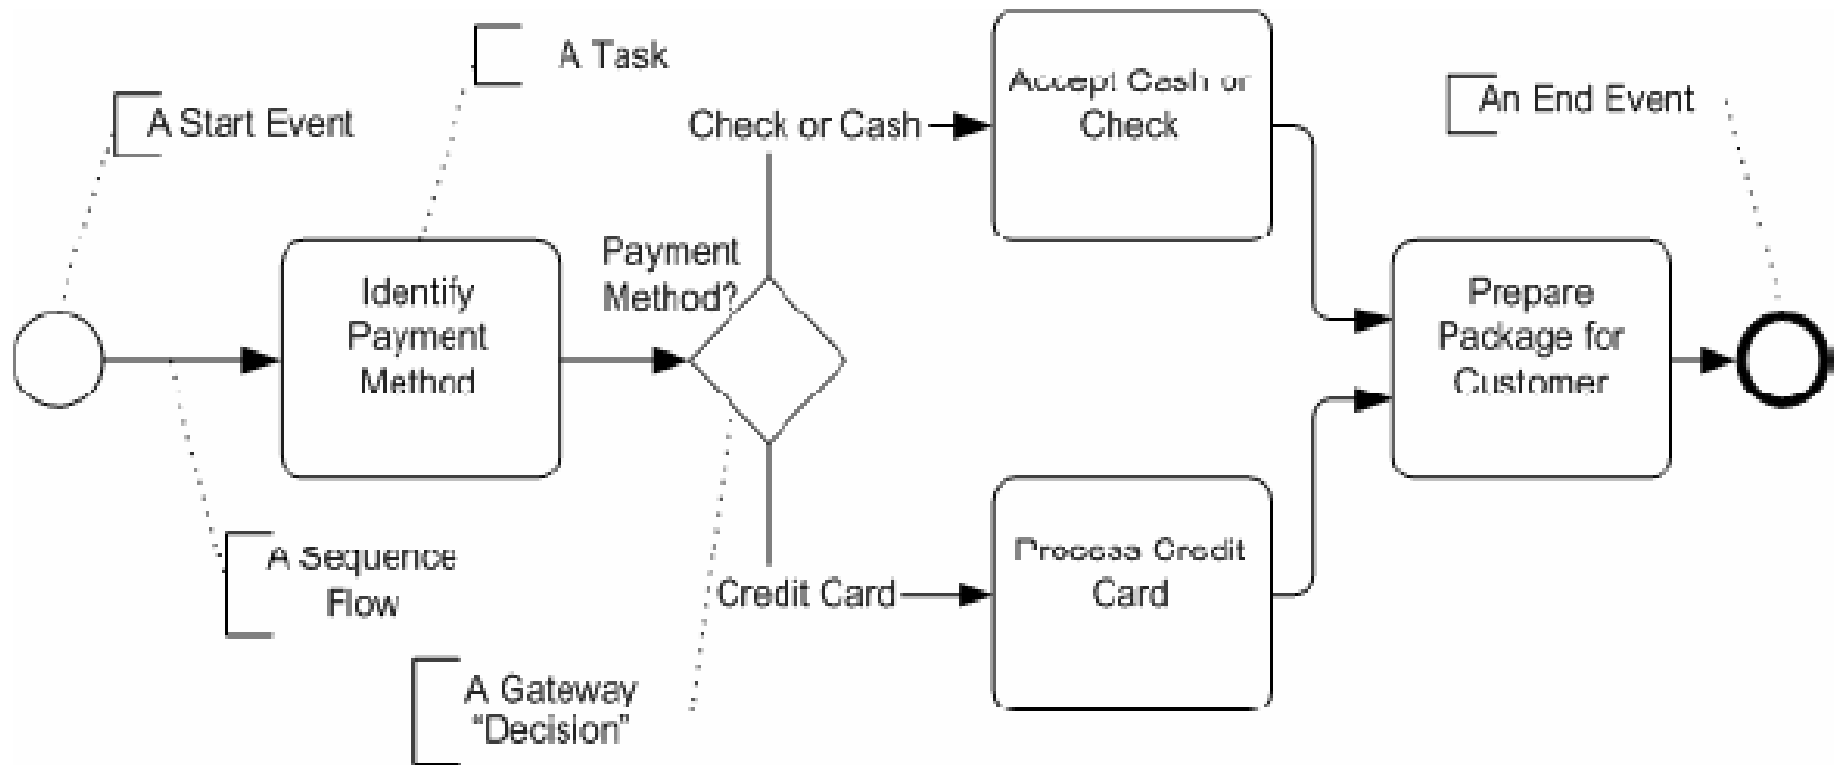 A Start Event
A Task
Check or Cash
Accept Cash or
Check
An End Event
Identify
Payment
Method
Payment
Method?
Prepare
Package for
Customer
A Sequence
Flow
Credit Card
Process Credit
Card
A Gateway
“Decision”